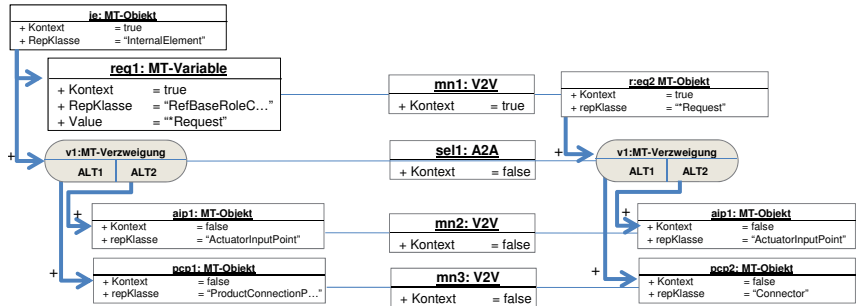 ie: MT-Objekt
+ Kontext = true
+ RepKlasse = "InternalElement"
req1: MT-Variable
+ Kontext = true
+ RepKlasse = "RefBaseRoleC…"
+ Value = "*Request"
mn1: V2V
+ Kontext = true
r:eq2 MT-Objekt
+ Kontext = true
+ repKlasse = "*Request"
+
v1:MT-Verzweigung
ALT1 ALT2
sel1: A2A
+ Kontext = false
+
v1:MT-Verzweigung
ALT1 ALT2
+
aip1: MT-Objekt
+ Kontext = false
+ repKlasse = "ActuatorInputPoint"
mn2: V2V
+ Kontext = false
+
aip1: MT-Objekt
+ Kontext = false
+ repKlasse = "ActuatorInputPoint"
+
pcp1: MT-Objekt
+ Kontext = false
+ repKlasse = "ProductConnectionP…"
mn3: V2V
+ Kontext = false
+
pcp2: MT-Objekt
+ Kontext = false
+ repKlasse = "Connector"